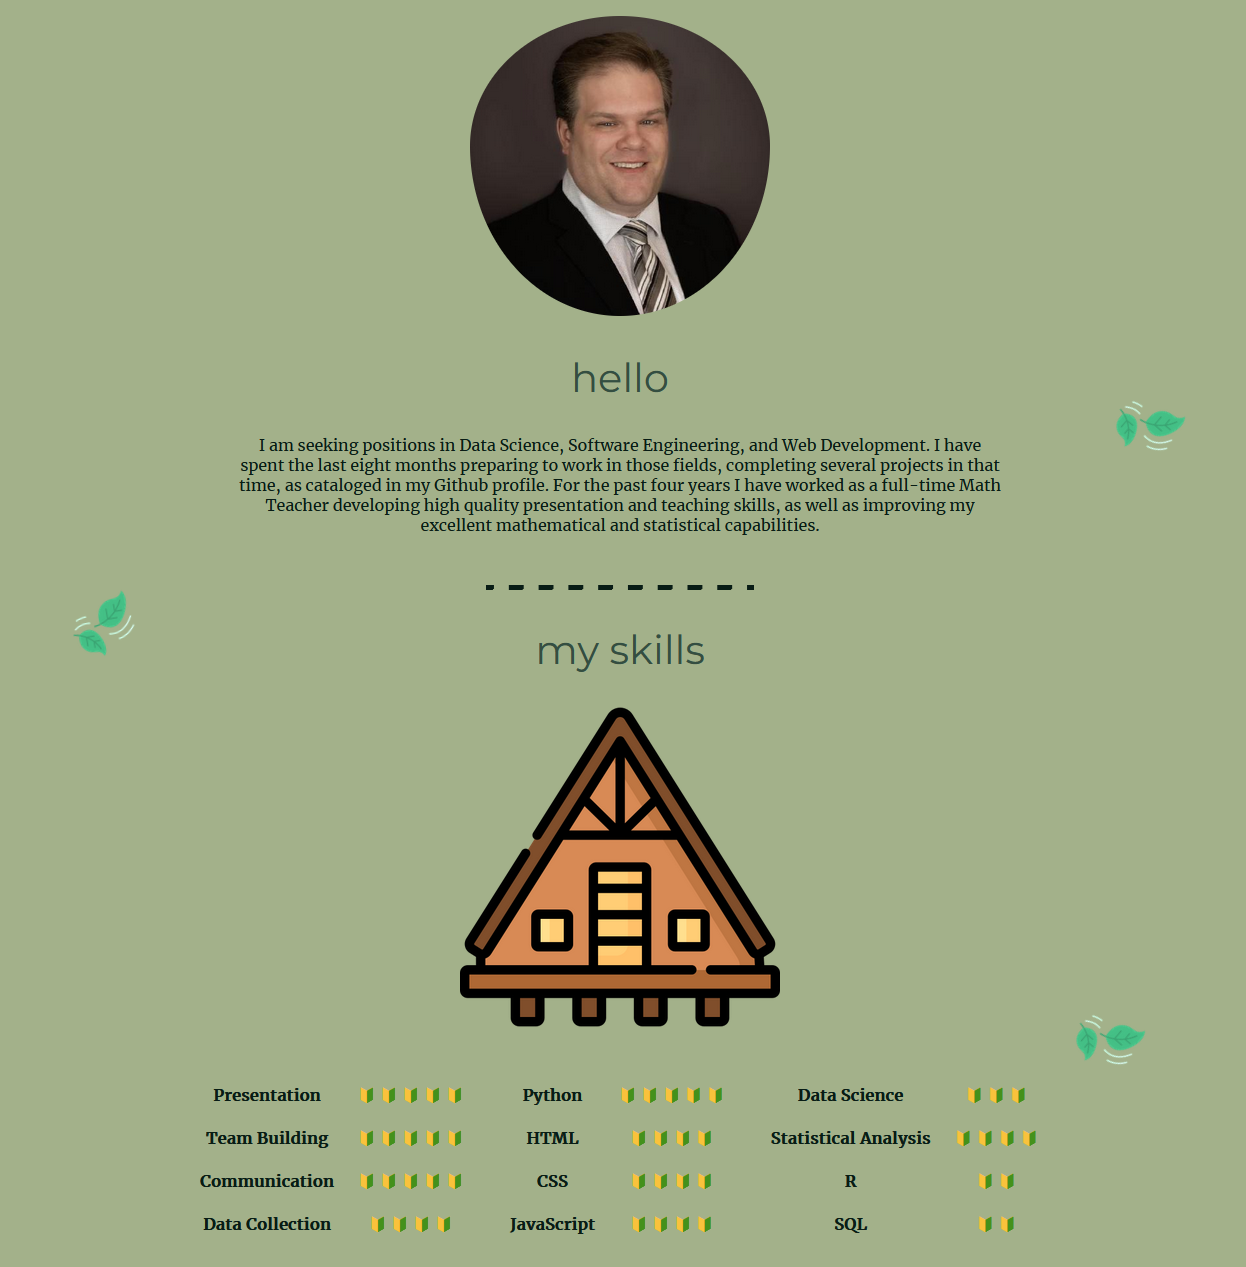 hello
I am seeking positions in Data Science, Software Engineering, and Web Development. I have
spent the last eight months preparing to work in those fields, completing several projects in that
time, as cataloged in my Github profile. For the past four years I have worked as a full-time Math
Teacher developing high quality presentation and teaching skills, as well as improving my
excellent mathematical and statistical capabilities.
my skills
Presentation Python Data Science
Team Building HTML Statistical Analysis
Communication CSS R
Data Collection JavaScript SQL